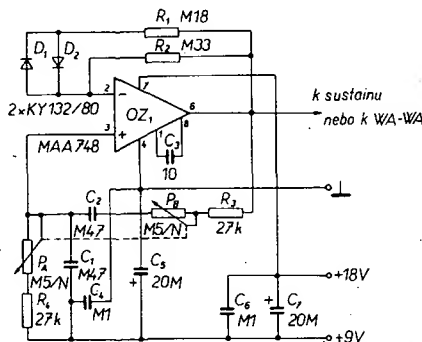 R1 M18
D1 D2
R2 M33
2 − 7
2×KY132/80
OZ1 6
k sustainu
nebo k WA-WA
3 +
MAA748
1 8
4
C3
10
C2
M47
PB
M5/N
R3
27k
PA
M5/N
C1
M47
C4
M1
C5
+ 20M
R4
27k
+18V
C6
M1
+ C7
20M
+9V